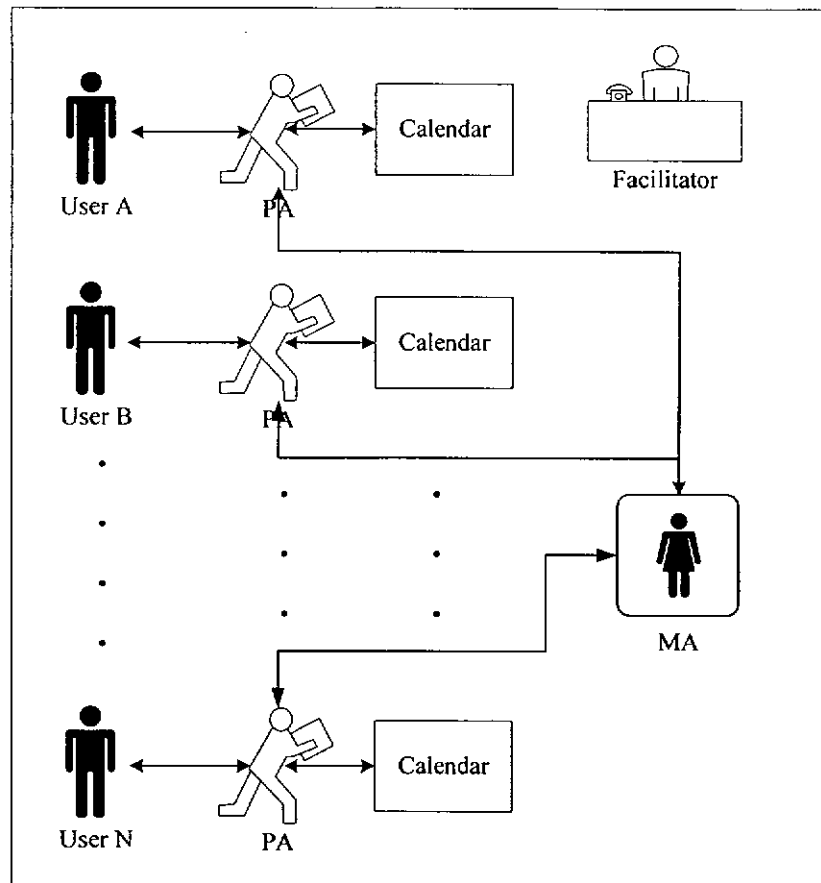 Calendar
Facilitator
User A
PA
Calendar
User B
PA
MA
Calendar
User N
PA